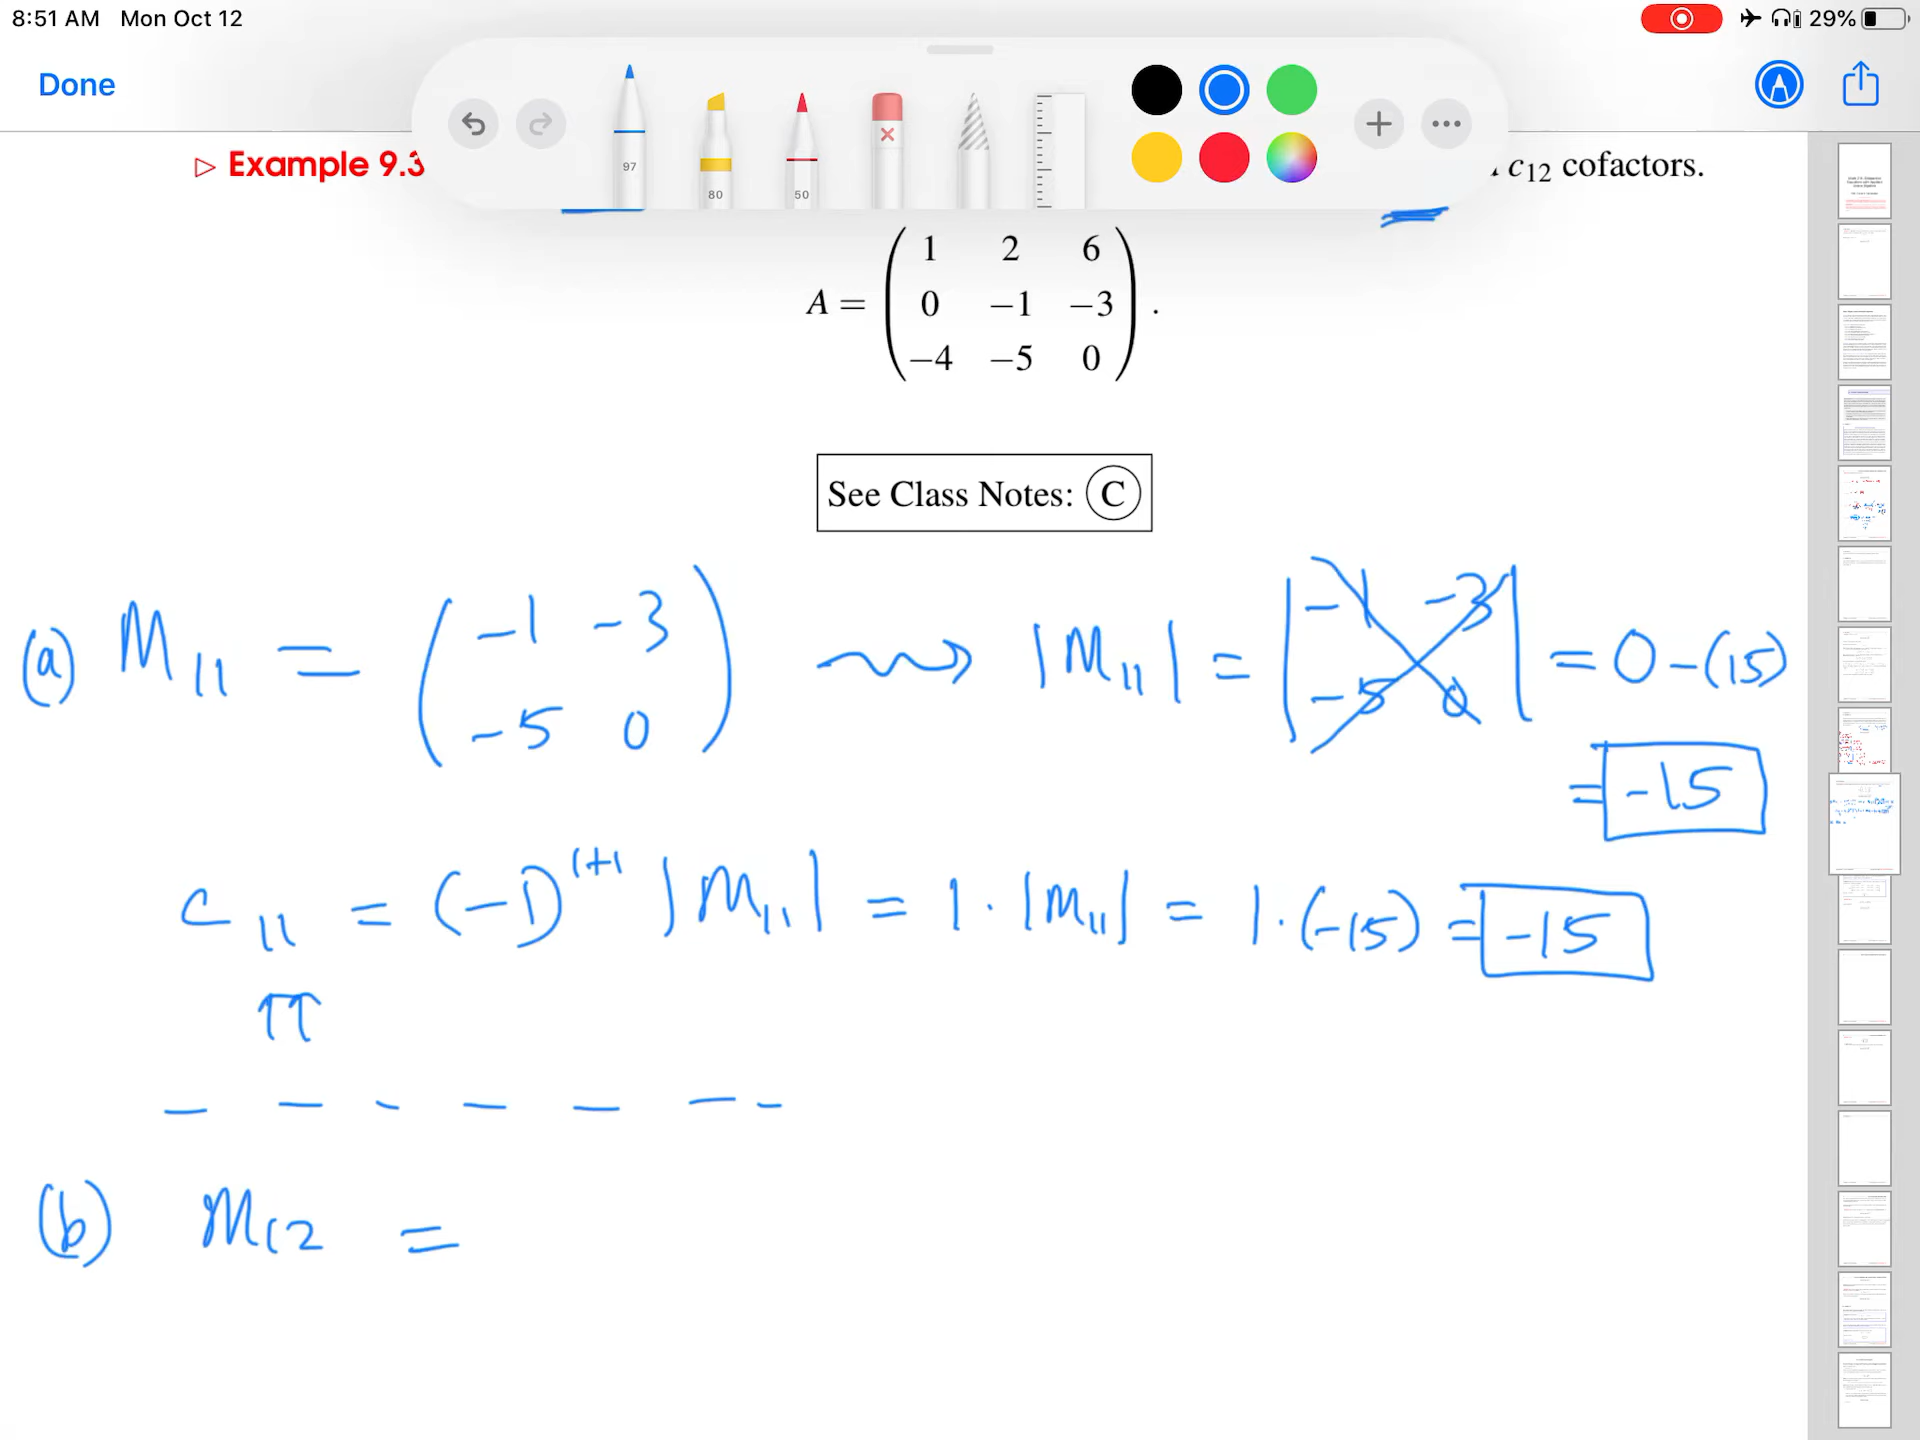 8:51 AM Mon Oct 12 29%
Done
97 80 50
▷ Example 9.3 c₁₂ cofactors.
A = ( 1 2 6
0 −1 −3
−4 −5 0 ) .
See Class Notes: Ⓒ
(a) M₁₁ = ( -1 -3
-5 0 ) ⇝ |M₁₁| = | -1 -3
-5 0 | = 0 - (15)
= -15
c₁₁ = (-1)¹⁺¹ |M₁₁| = 1 · |M₁₁| = 1 · (-15) = -15
↑↑
(b) M₁₂ =